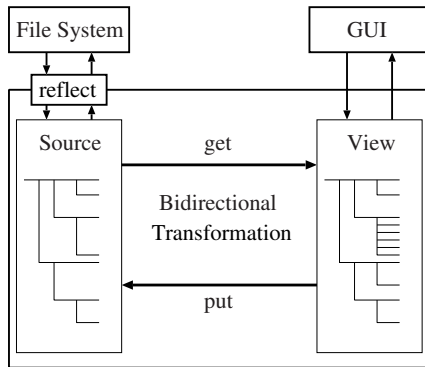 File System
GUI
reflect
Source
get
View
Bidirectional
Transformation
put